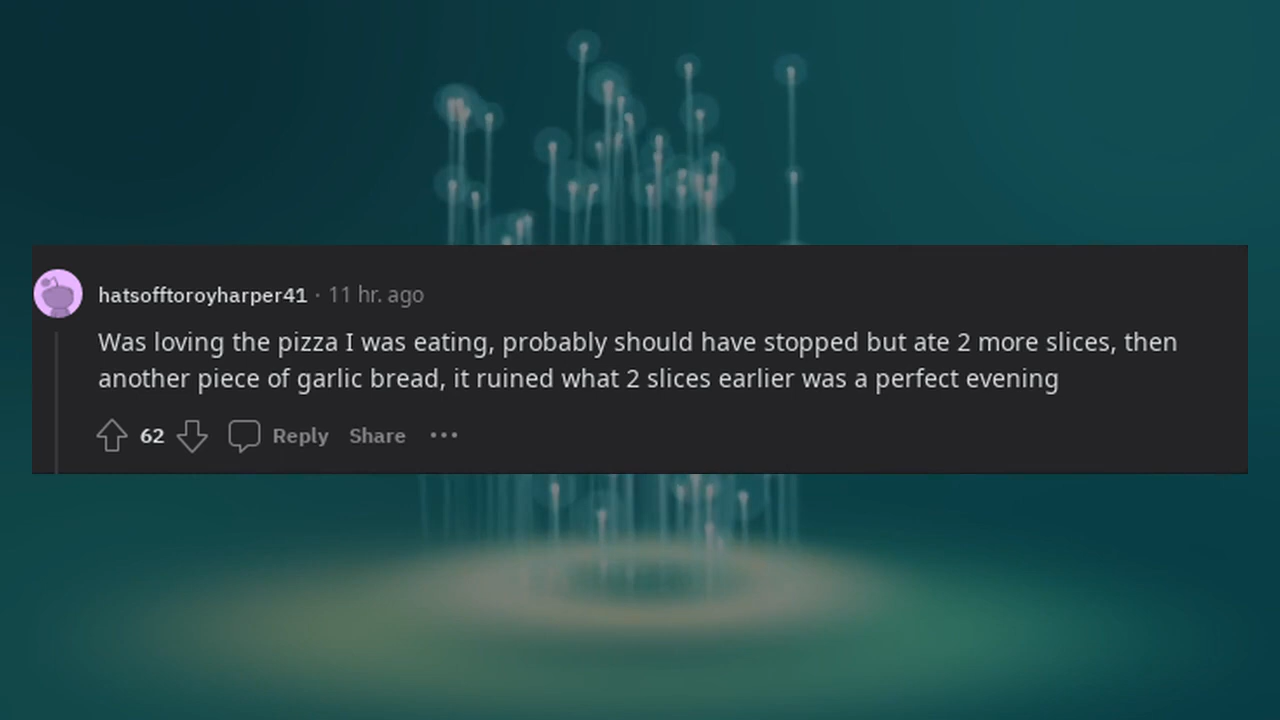 hatsofftoroyharper41 · 11 hr. ago
Was loving the pizza I was eating, probably should have stopped but ate 2 more slices, then
another piece of garlic bread, it ruined what 2 slices earlier was a perfect evening
62 Reply Share ···